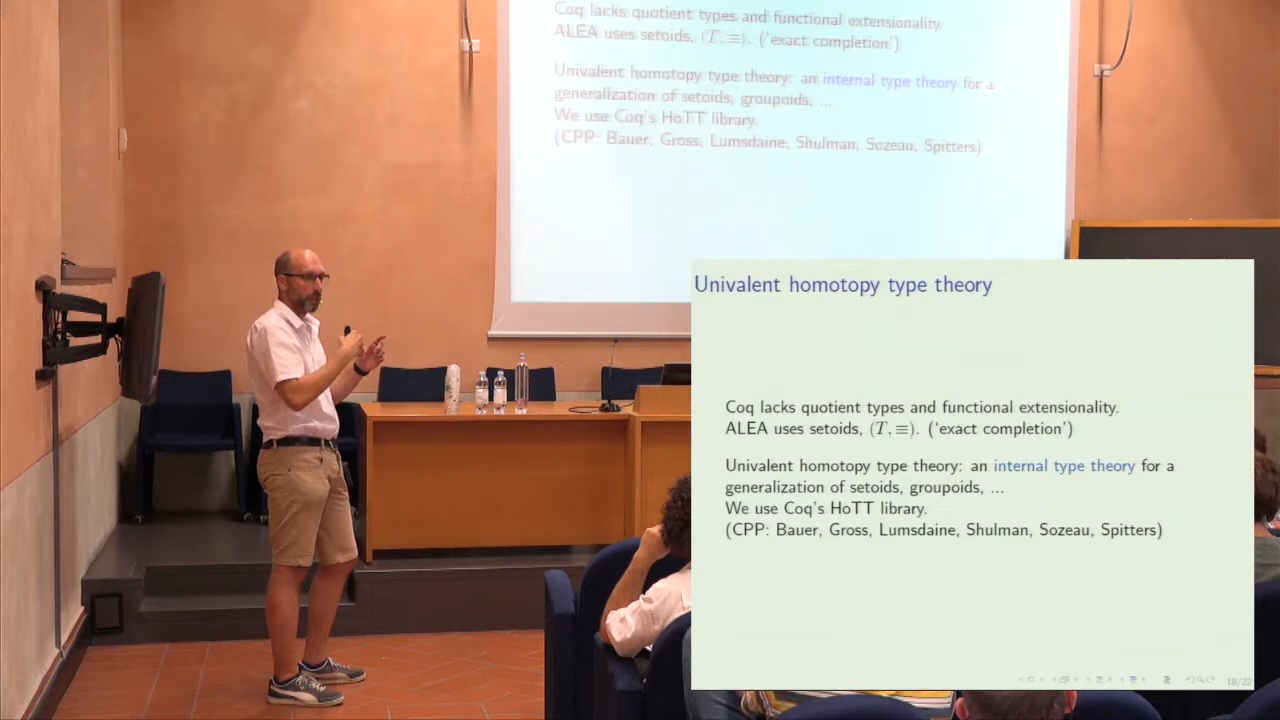 Coq lacks quotient types and functional extensionality.
ALEA uses setoids, (T, ≡). (‘exact completion’)
Univalent homotopy type theory: an internal type theory for a
generalization of setoids, groupoids, ...
We use Coq's HoTT library.
(CPP: Bauer, Gross, Lumsdaine, Shulman, Sozeau, Spitters)
Univalent homotopy type theory
Coq lacks quotient types and functional extensionality.
ALEA uses setoids, (T, ≡). (‘exact completion’)
Univalent homotopy type theory: an internal type theory for a
generalization of setoids, groupoids, ...
We use Coq's HoTT library.
(CPP: Bauer, Gross, Lumsdaine, Shulman, Sozeau, Spitters)
18/22